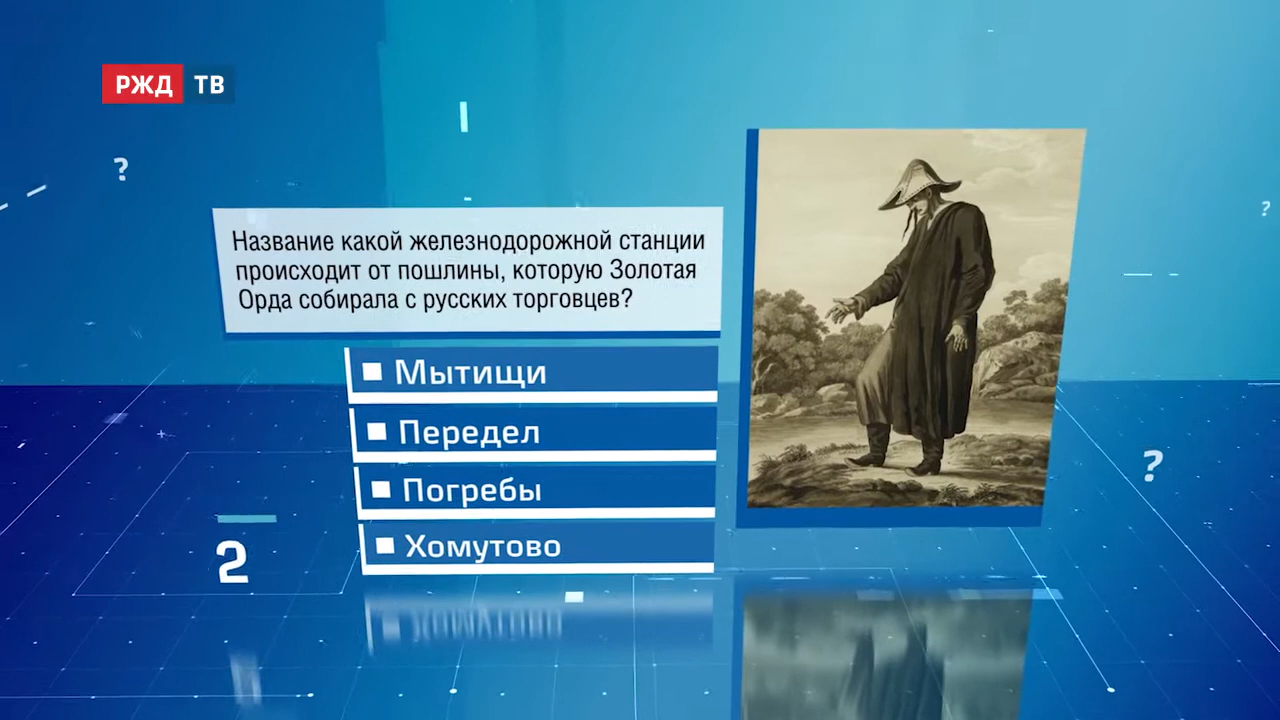 РЖД ТВ
?
?
Название какой железнодорожной станции
происходит от пошлины, которую Золотая
Орда собирала с русских торговцев?
Мытищи
Передел
?
Погребы
Хомутово
2